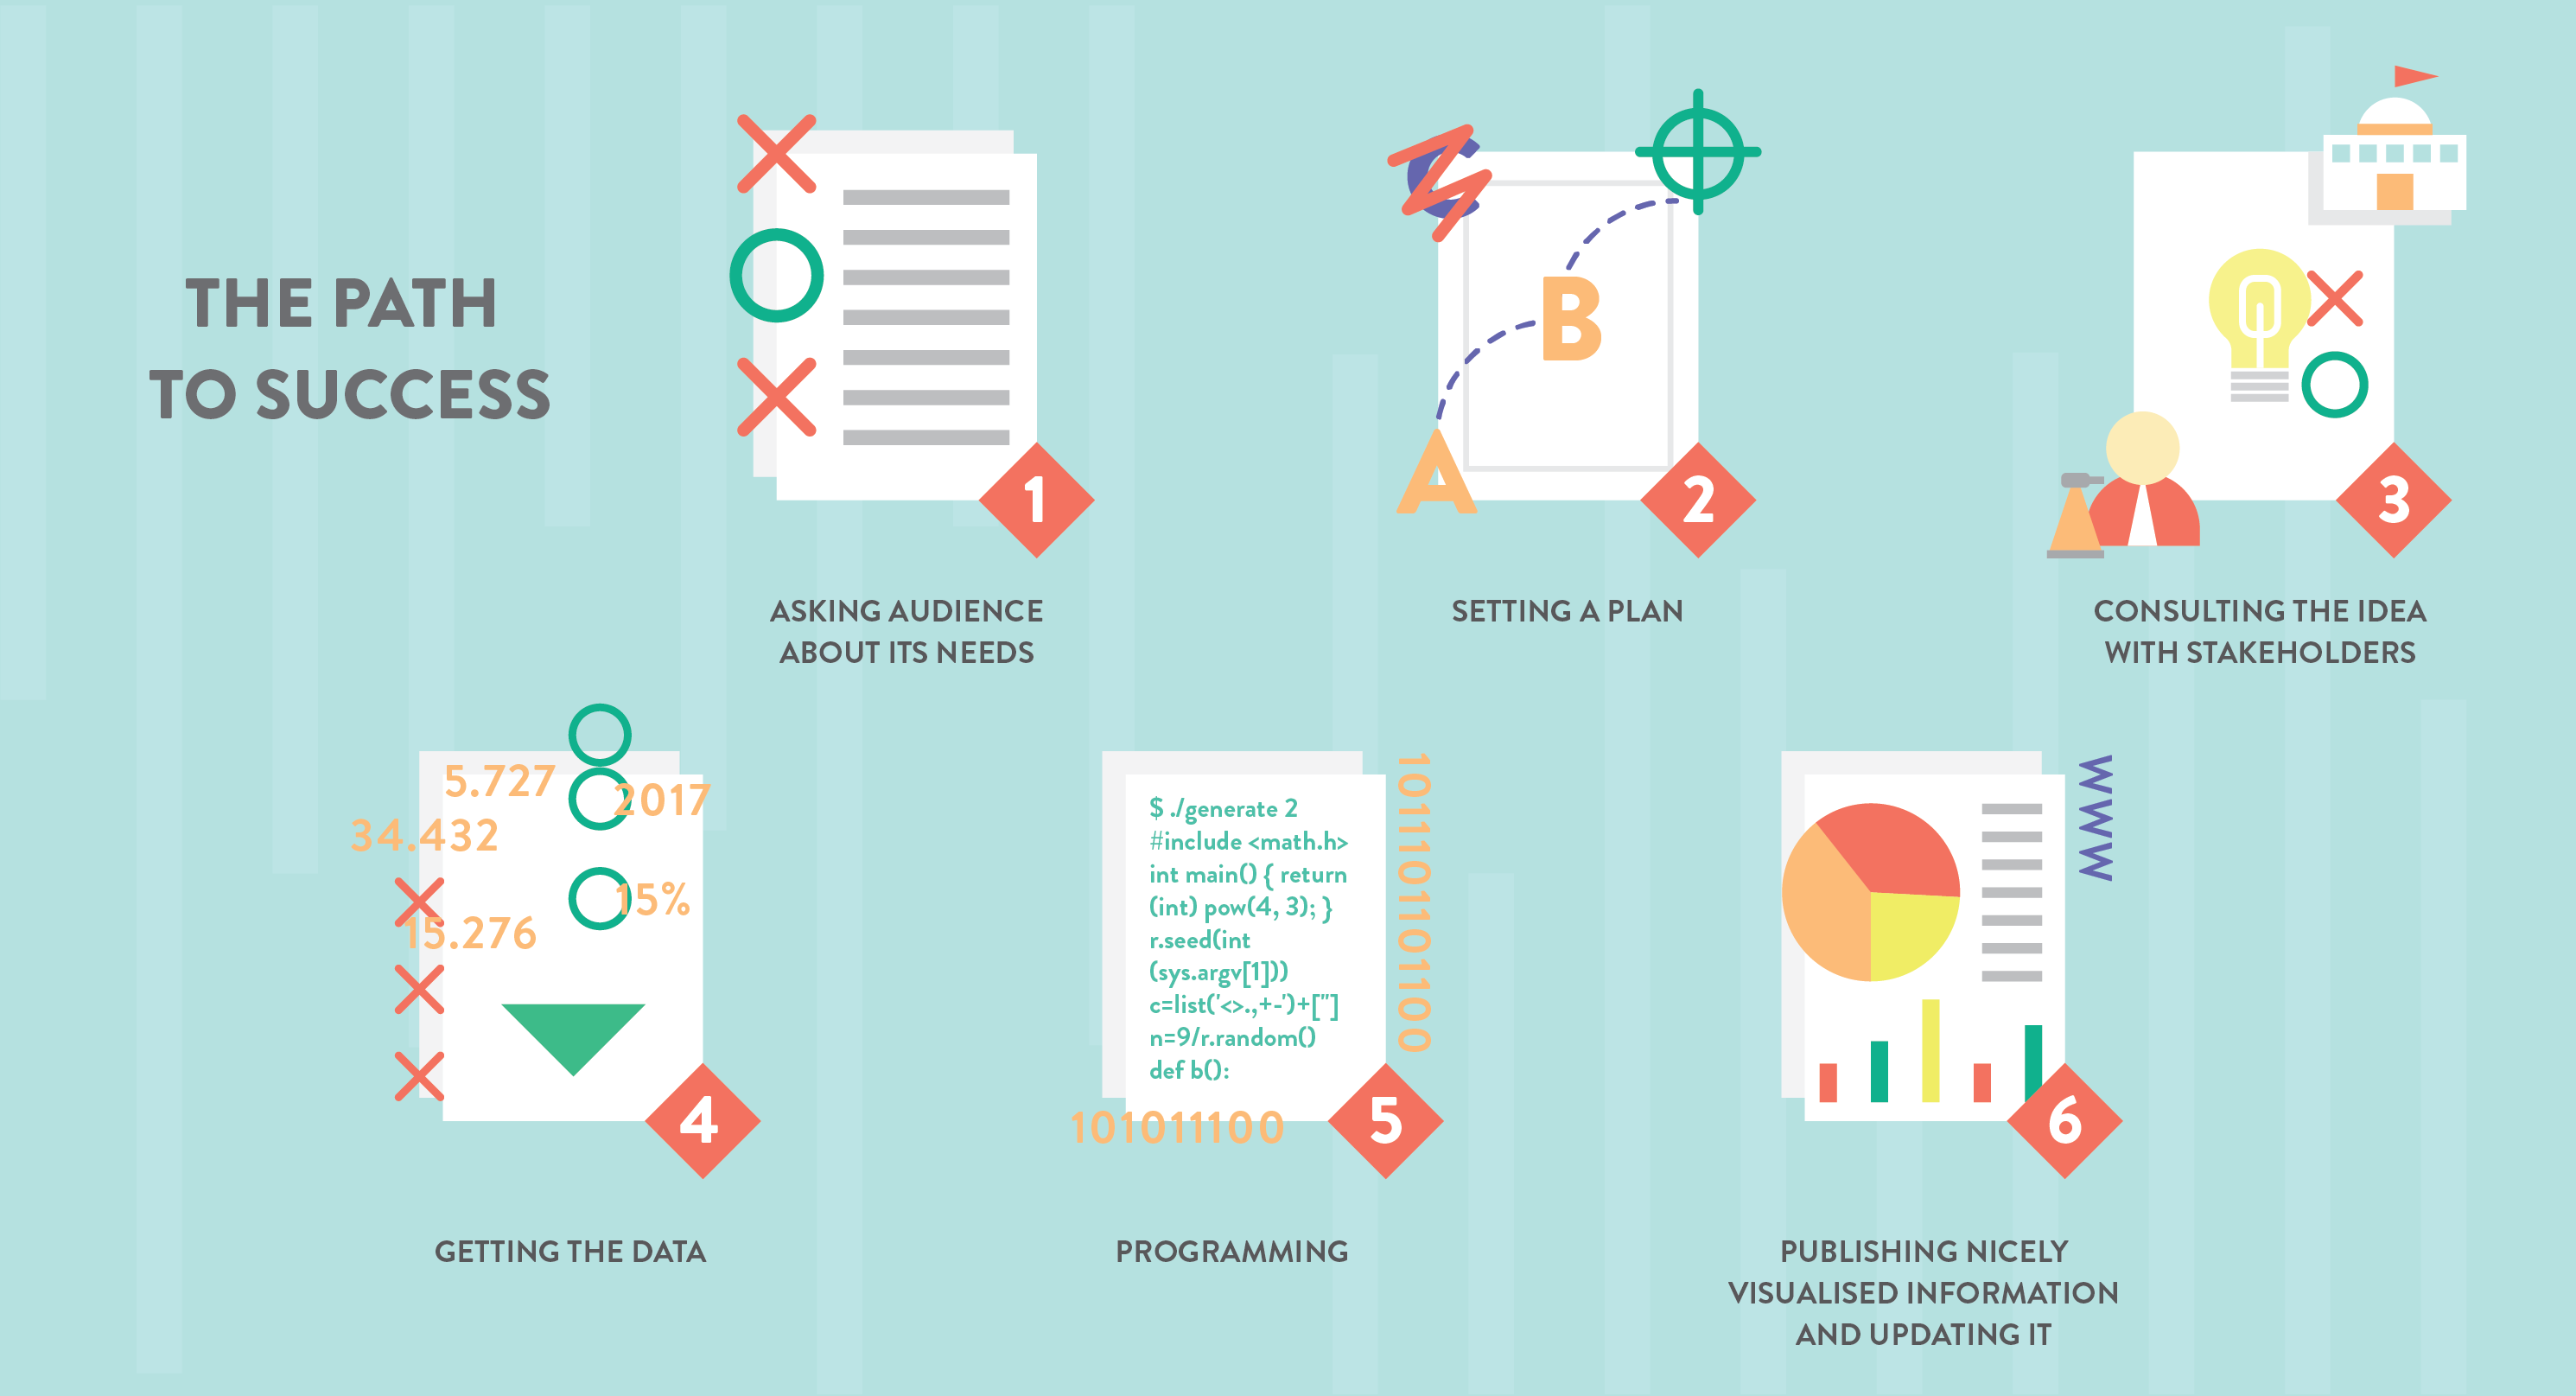 THE PATH
TO SUCCESS
1
ASKING AUDIENCE
ABOUT ITS NEEDS
C
B
A
2
SETTING A PLAN
3
CONSULTING THE IDEA
WITH STAKEHOLDERS
5.727
2017
34.432
15%
15.276
4
GETTING THE DATA
$ ./generate 2
#include <math.h>
int main() { return
(int) pow(4, 3); }
r.seed(int
(sys.argv[1]))
c=list('<>.,+-')+["]
n=9/r.random()
def b():
1011101101011100
101011100
5
PROGRAMMING
WWW
6
PUBLISHING NICELY
VISUALISED INFORMATION
AND UPDATING IT